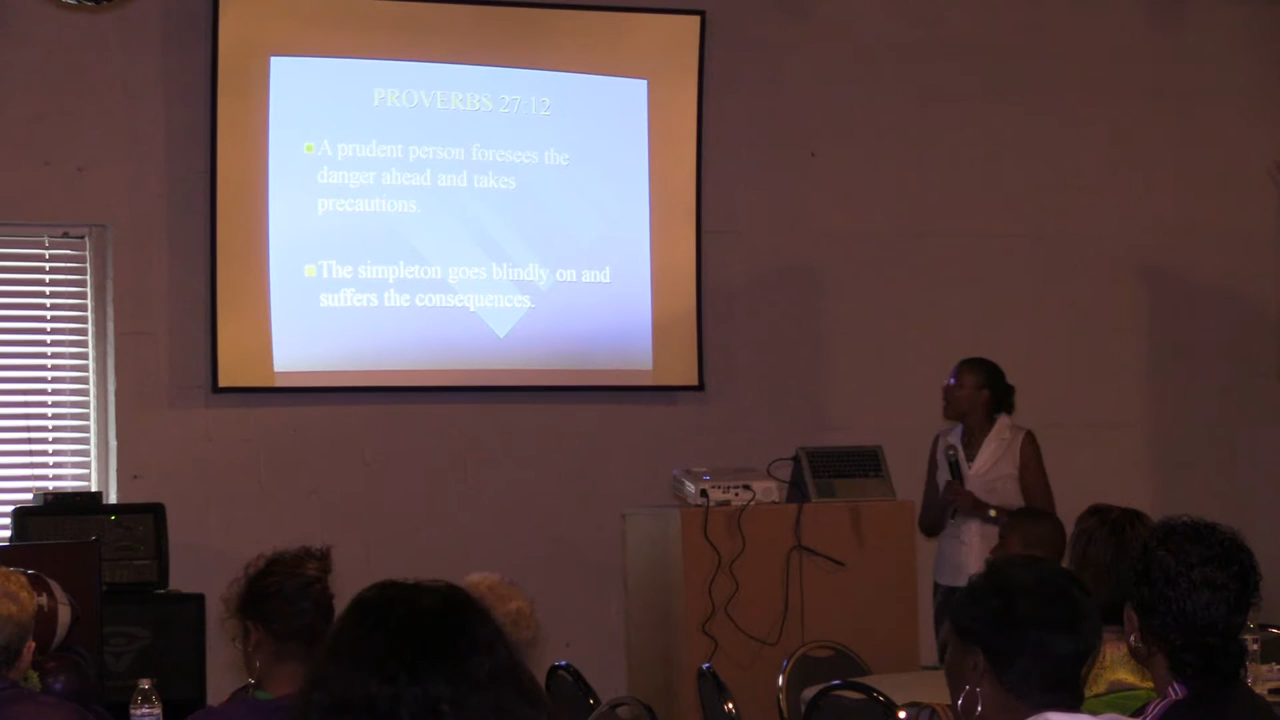 PROVERBS 27:12
A prudent person foresees the
danger ahead and takes
precautions.
The simpleton goes blindly on and
suffers the consequences.